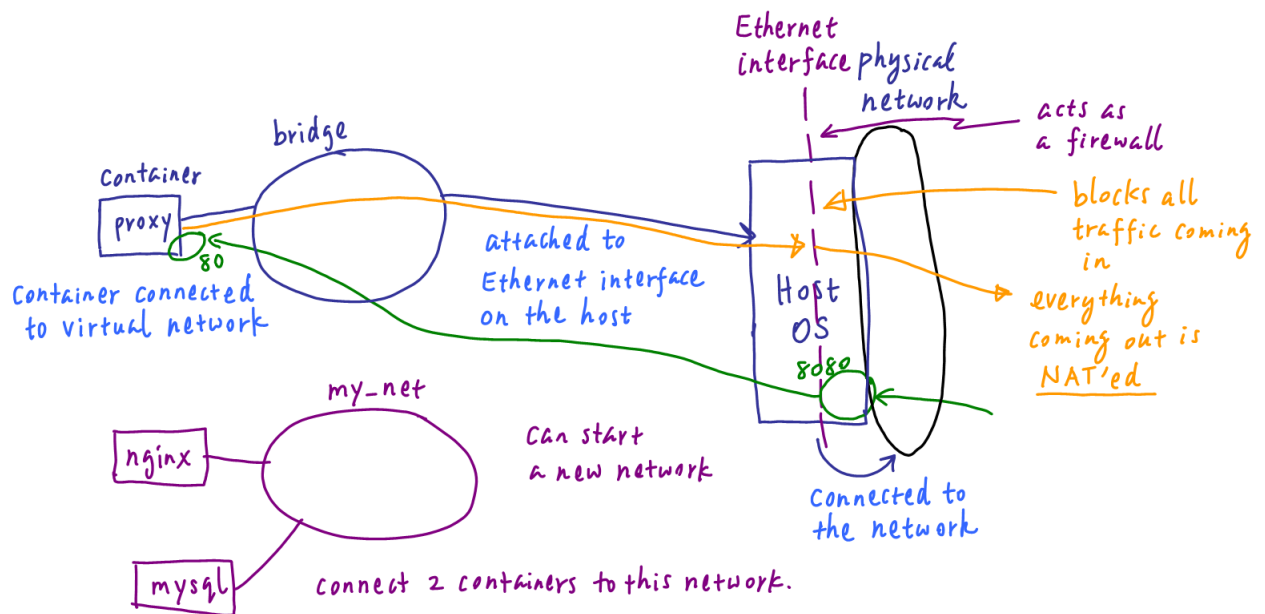 Ethernet
interface
physical
network
acts as
a firewall
bridge
Container
proxy
80
Container connected
to virtual network
attached to
Ethernet interface
on the host
Host
OS
8080
blocks all
traffic coming
in
everything
coming out is
NAT'ed
my_net
nginx
mysql
Can start
a new network
Connected to
the network
connect 2 containers to this network.